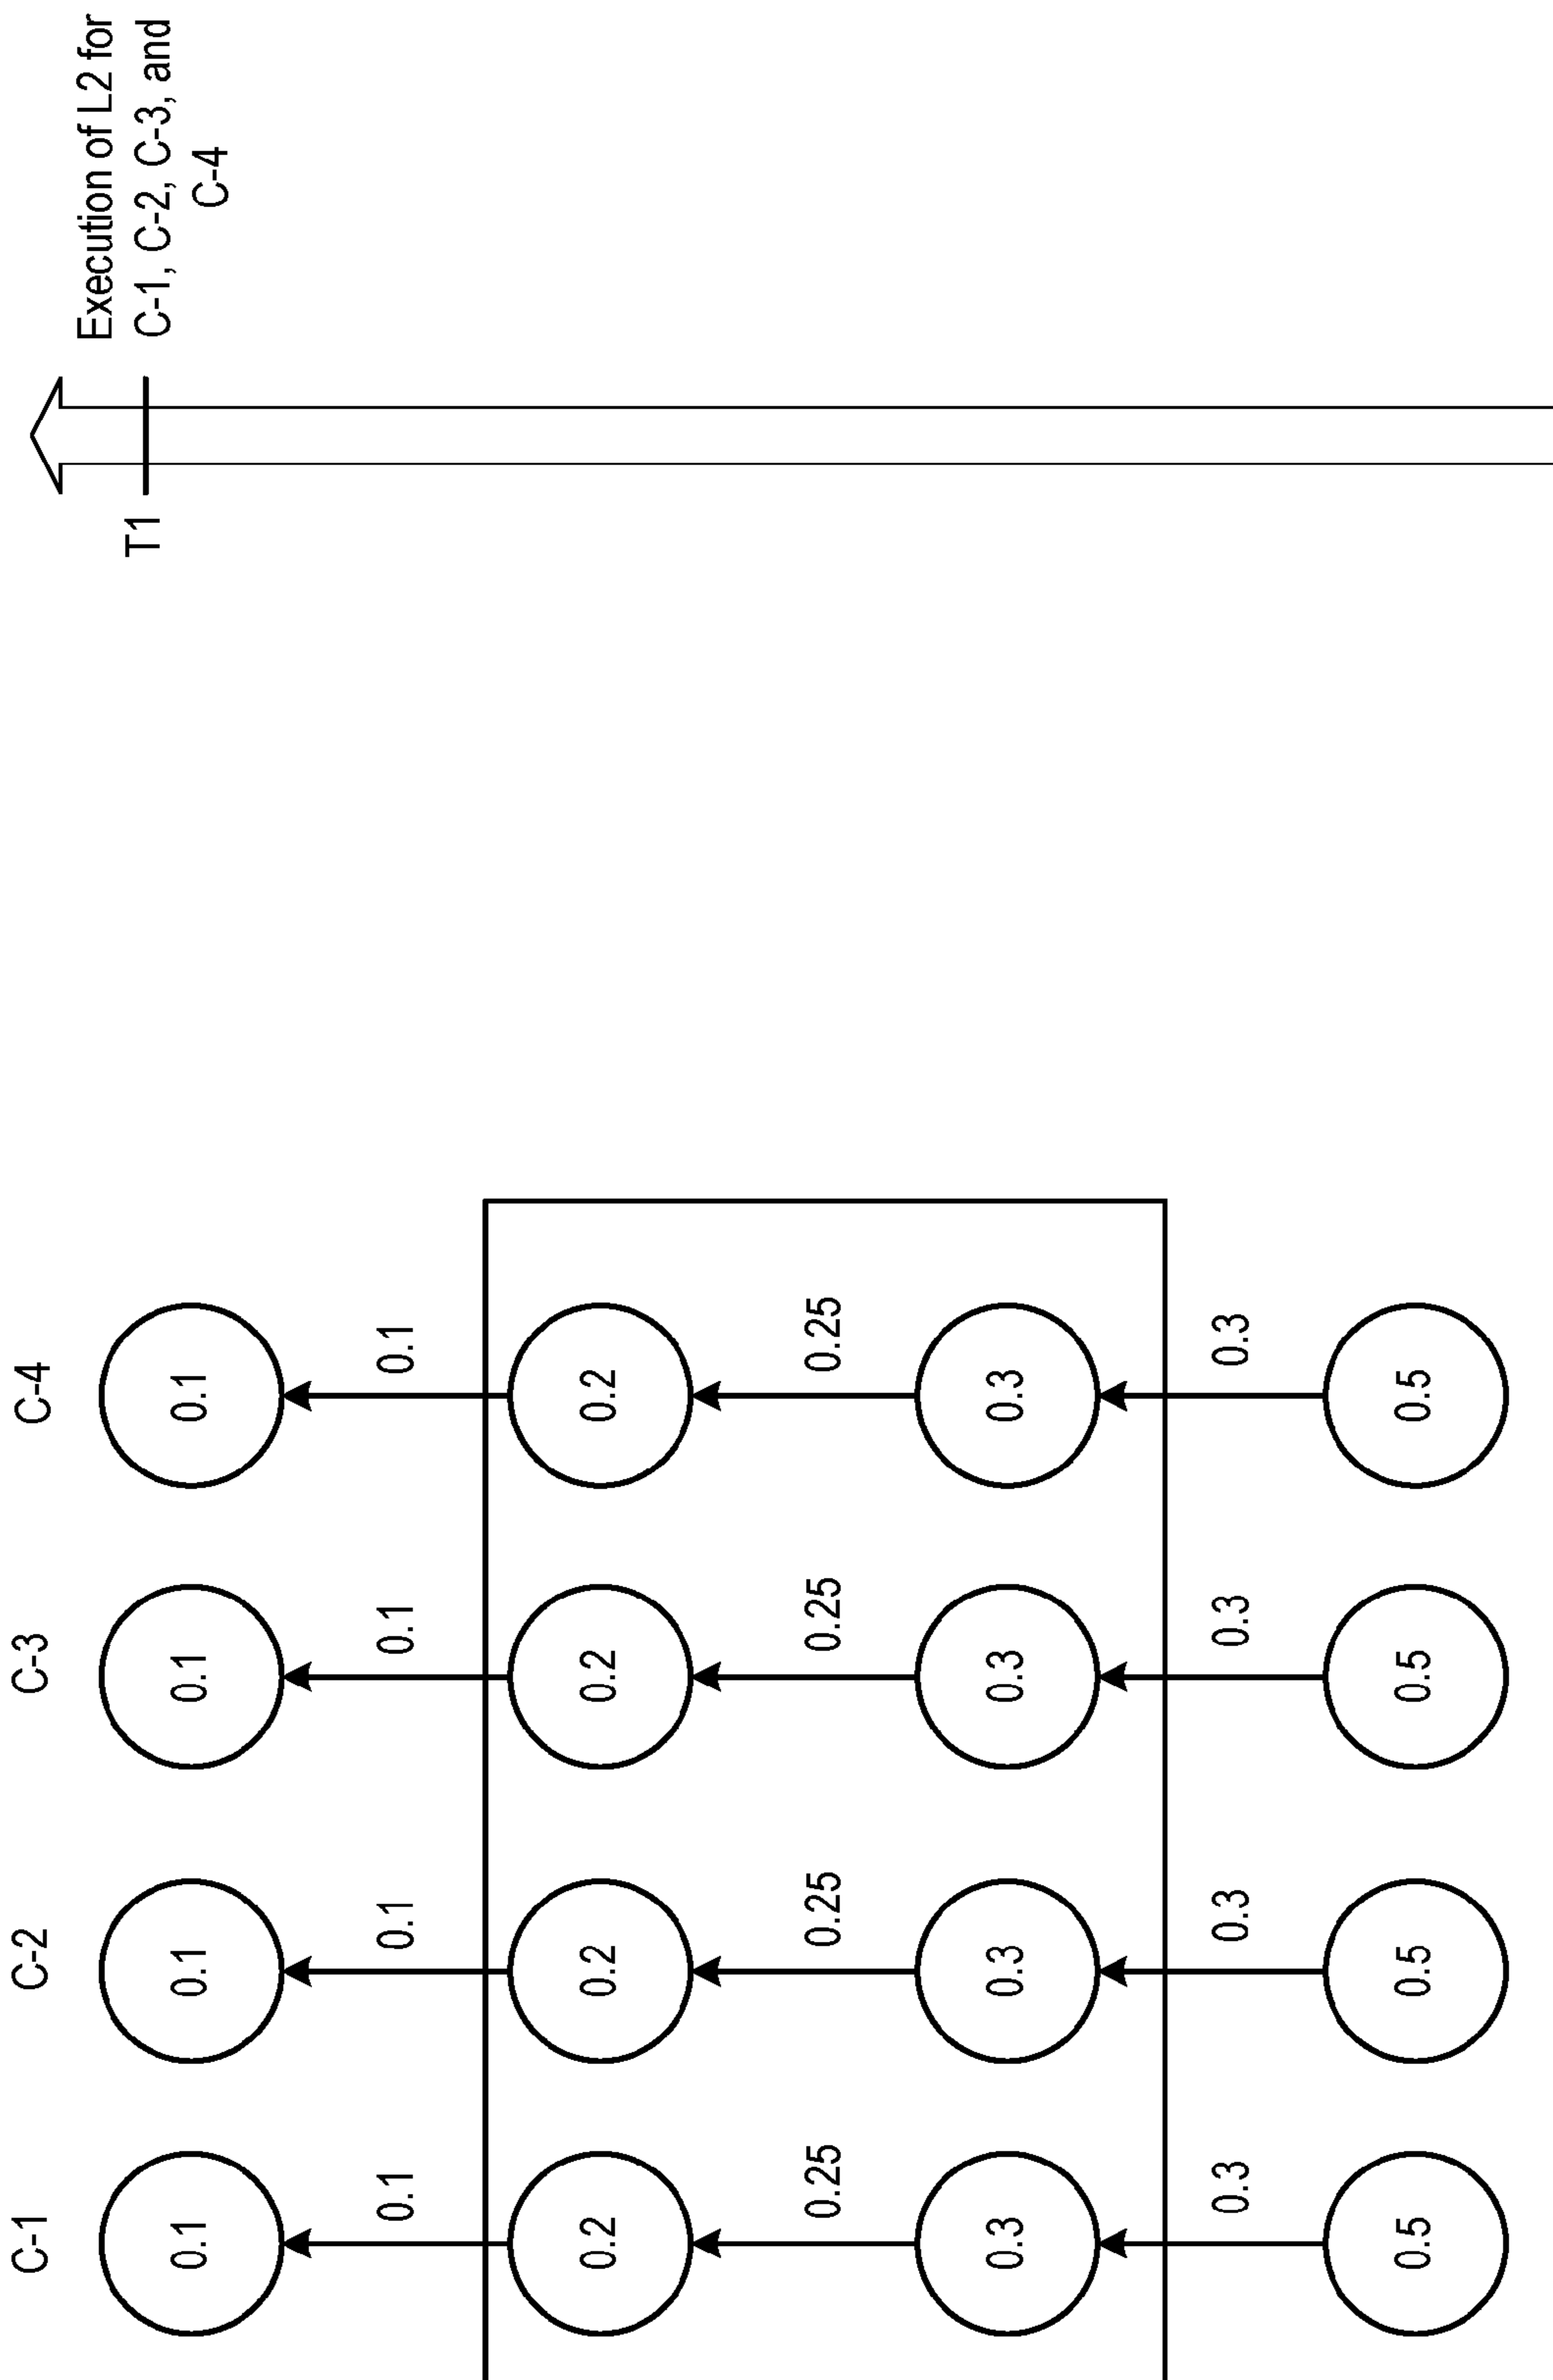 C-1 C-2 C-3 C-4
0.1 0.1 0.1 0.1
0.1 0.1 0.1 0.1
0.2 0.2 0.2 0.2
0.25 0.25 0.25 0.25
0.3 0.3 0.3 0.3
0.3 0.3 0.3 0.3
0.5 0.5 0.5 0.5
T1
Execution of L2 for
C-1, C-2, C-3, and
C-4